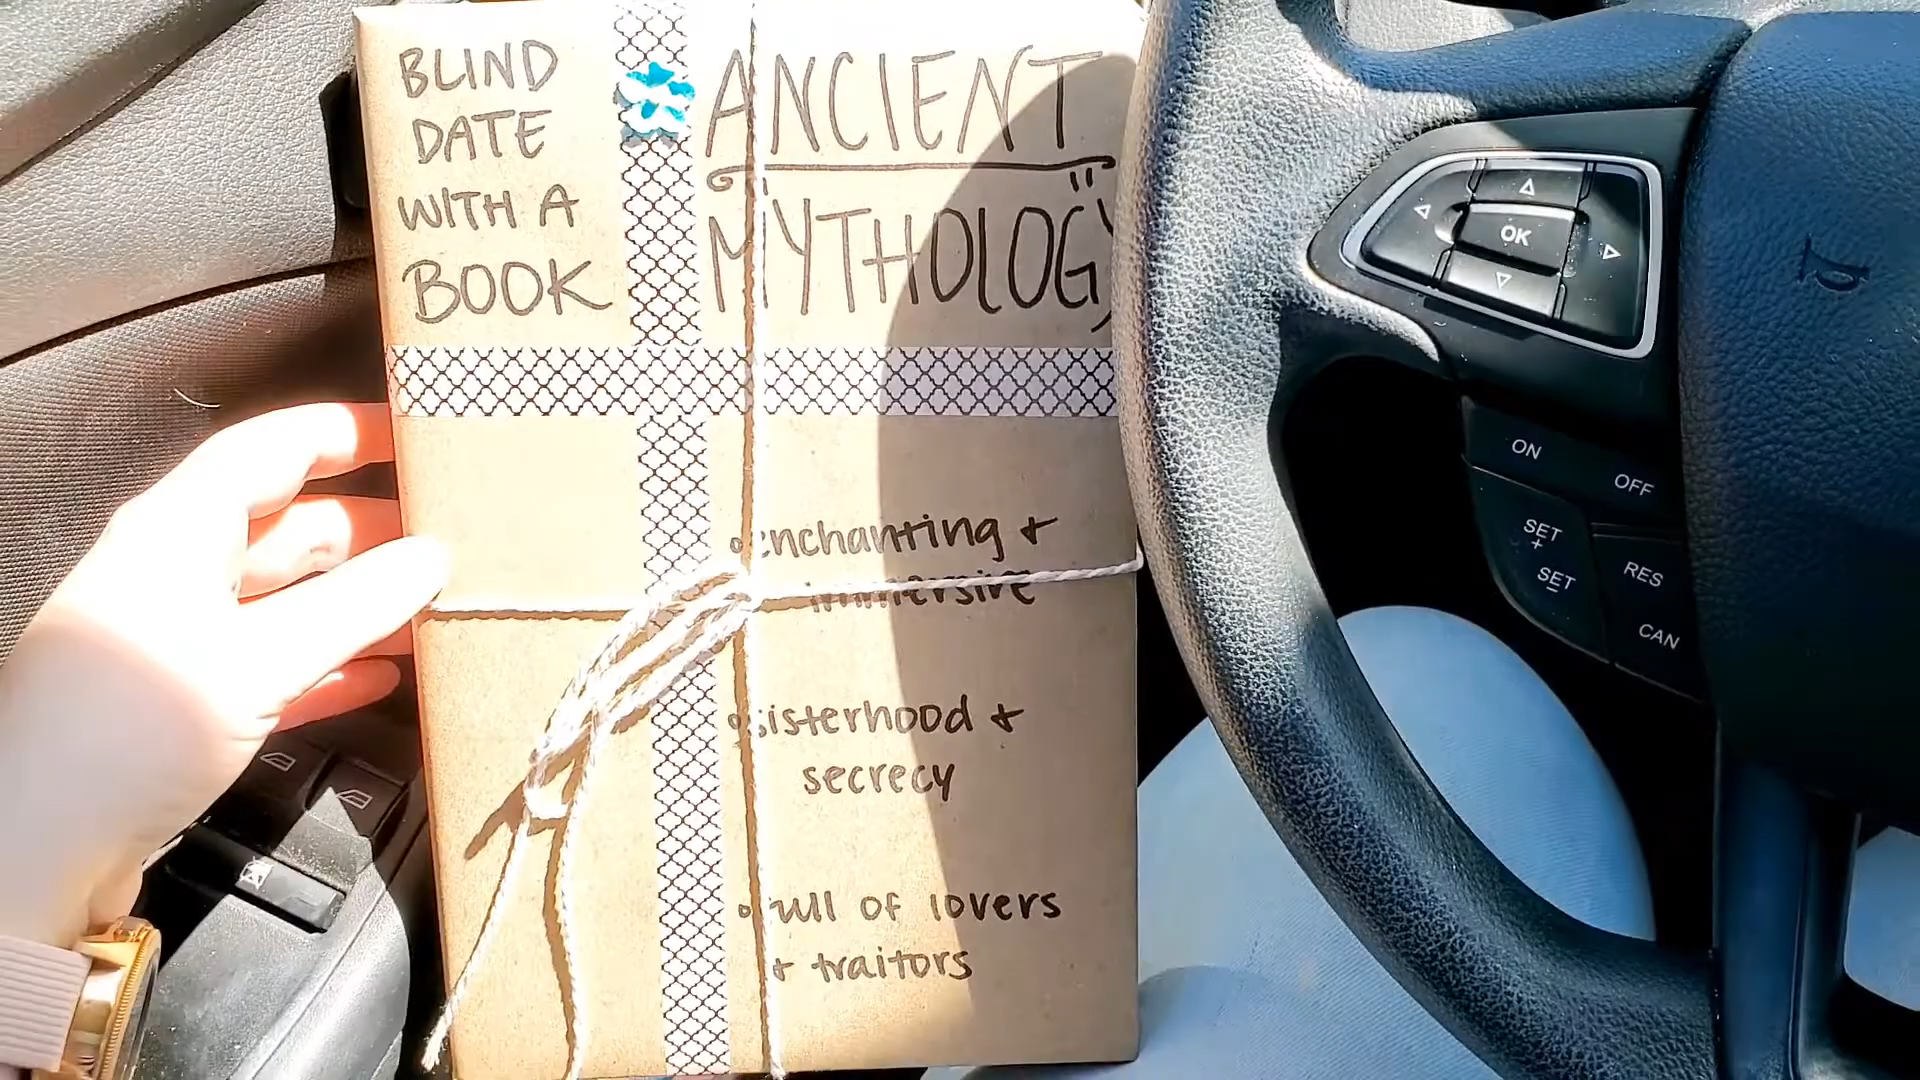 BLIND
DATE
WITH A
BOOK
ANCIENT
MYTHOLOGY
enchanting +
immersive
sisterhood +
secrecy
full of lovers
+ traitors
OK
ON
OFF
SET
+
SET
-
RES
CAN